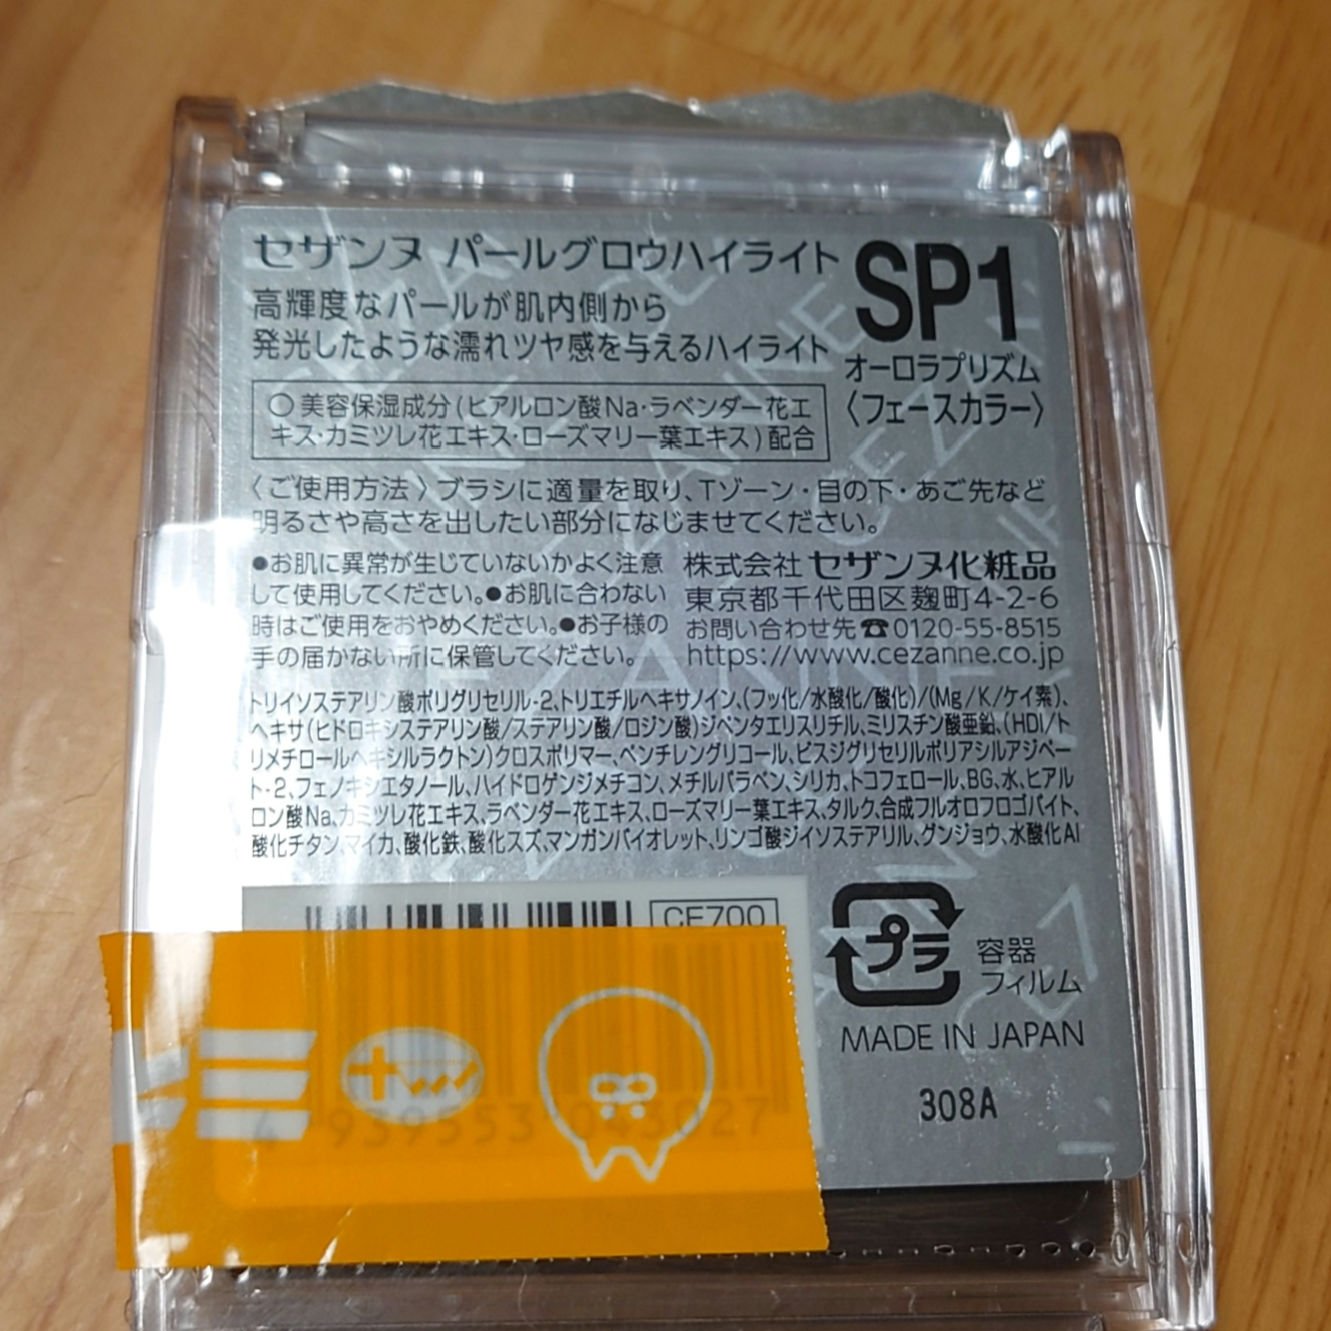 セザンヌ パールグロウハイライト
SP1
高輝度なパールが肌内側から
発光したような濡れツヤ感を与えるハイライト
オーロラプリズム
〈フェースカラー〉
○美容保湿成分(ヒアルロン酸Na・ラベンダー花エ
キス・カミツレ花エキス・ローズマリー葉エキス)配合
〈ご使用方法〉ブラシに適量を取り、Tゾーン・目の下・あご先など
明るさや高さを出したい部分になじませてください。
●お肌に異常が生じていないかよく注意
して使用してください。●お肌に合わない
時はご使用をおやめください。●お子様の
手の届かない所に保管してください。
株式会社 セザンヌ化粧品
東京都千代田区麹町4-2-6
お問い合わせ先☎0120-55-8515
https://www.cezanne.co.jp
トリイソステアリン酸ポリグリセリル-2、トリエチルヘキサノイン、(フッ化/水酸化/酸化)/(Mg/K/ケイ素)、
ヘキサ(ヒドロキシステアリン酸/ステアリン酸/ロジン酸)ジペンタエリスリチル、ミリスチン酸亜鉛、(HDI/ト
リメチロールヘキシルラクトン)クロスポリマー、ペンチレングリコール、ビスジグリセリルポリアシルアジペ
ート-2、フェノキシエタノール、ハイドロゲンジメチコン、メチルパラベン、シリカ、トコフェロール、BG、水、ヒアル
ロン酸Na、カミツレ花エキス、ラベンダー花エキス、ローズマリー葉エキス、タルク、合成フルオロフロゴパイト、
酸化チタン、マイカ、酸化鉄、酸化スズ、マンガンバイオレット、リンゴ酸ジイソステアリル、グンジョウ、水酸化Al
CE700
プラ
容器
フィルム
MADE IN JAPAN
308A
4 939553 043027